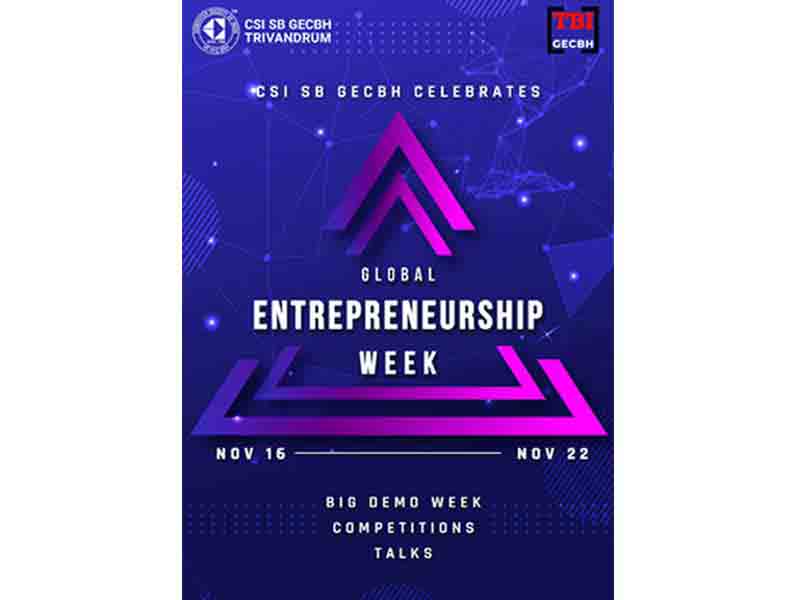 CSI SB GECBH
TRIVANDRUM
TBI
GECBH
CSI SB GECBH CELEBRATES
GLOBAL
ENTREPRENEURSHIP
WEEK
NOV 16
NOV 22
BIG DEMO WEEK
COMPETITIONS
TALKS